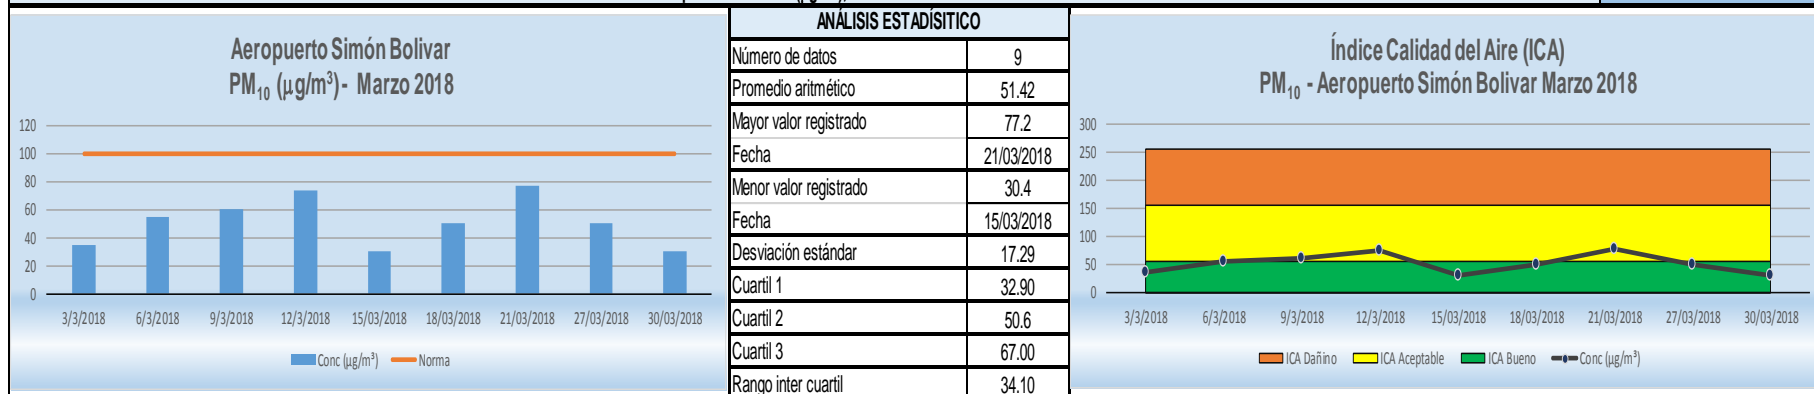 Aeropuerto Simón Bolivar
PM₁₀ (µg/m³) - Marzo 2018
120
100
80
60
40
20
0
3/3/2018 6/3/2018 9/3/2018 12/3/2018 15/03/2018 18/03/2018 21/03/2018 27/03/2018 30/03/2018
Conc (µg/m³) Norma
ANÁLISIS ESTADÍSITICO
Número de datos 9
Promedio aritmético 51.42
Mayor valor registrado 77.2
Fecha 21/03/2018
Menor valor registrado 30.4
Fecha 15/03/2018
Desviación estándar 17.29
Cuartil 1 32.90
Cuartil 2 50.6
Cuartil 3 67.00
Rango inter cuartil 34.10
Índice Calidad del Aire (ICA)
PM₁₀ - Aeropuerto Simón Bolivar Marzo 2018
300
250
200
150
100
50
0
3/3/2018 6/3/2018 9/3/2018 12/3/2018 15/03/2018 18/03/2018 21/03/2018 27/03/2018 30/03/2018
ICA Dañino ICA Aceptable ICA Bueno Conc (µg/m³)